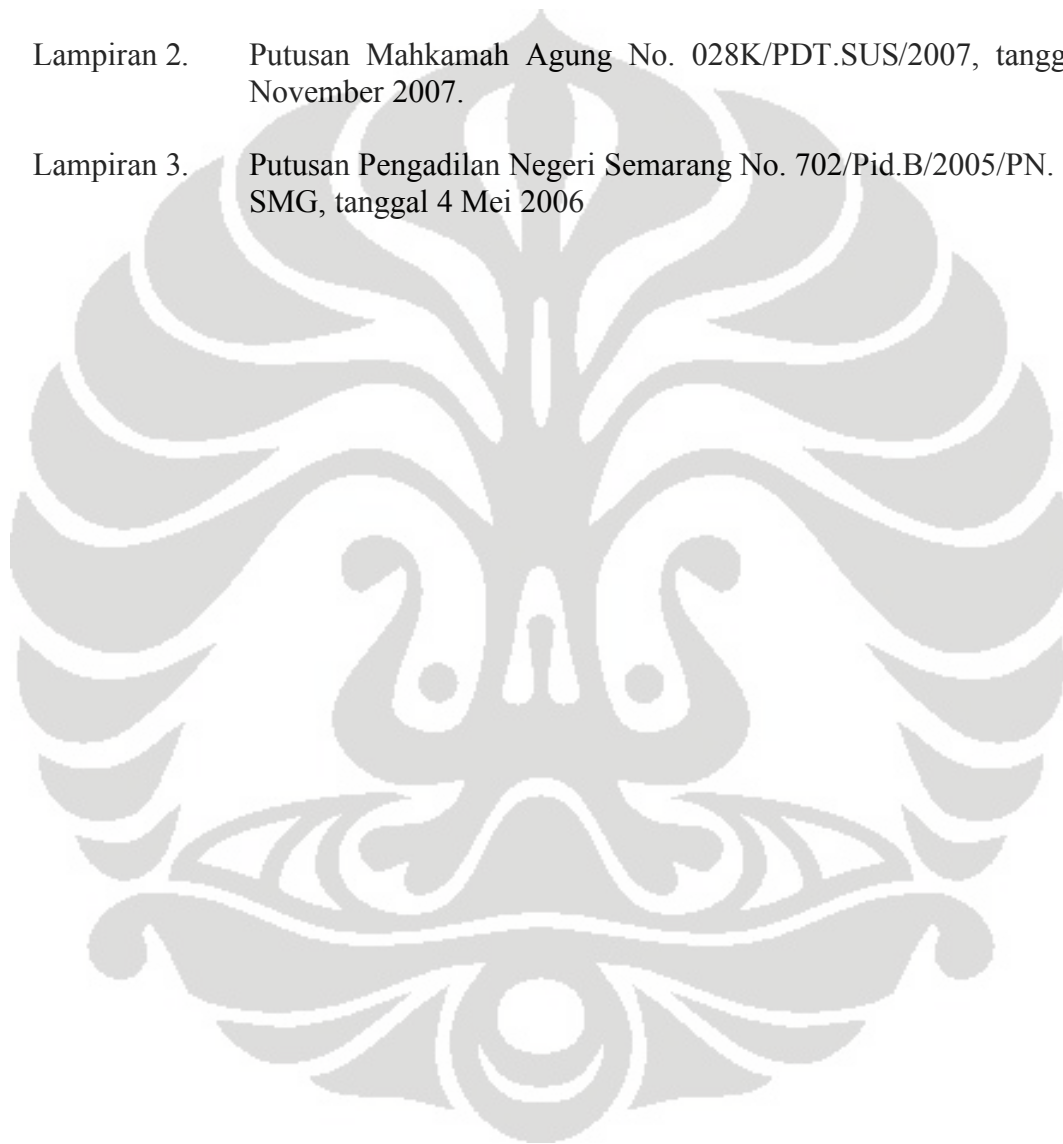 Lampiran 2. Putusan Mahkamah Agung No. 028K/PDT.SUS/2007,
November 2007.
Lampiran 3. Putusan Pengadilan Negeri Semarang No. 702/Pid.B/2005/PN.
SMG, tanggal 4 Mei 2006